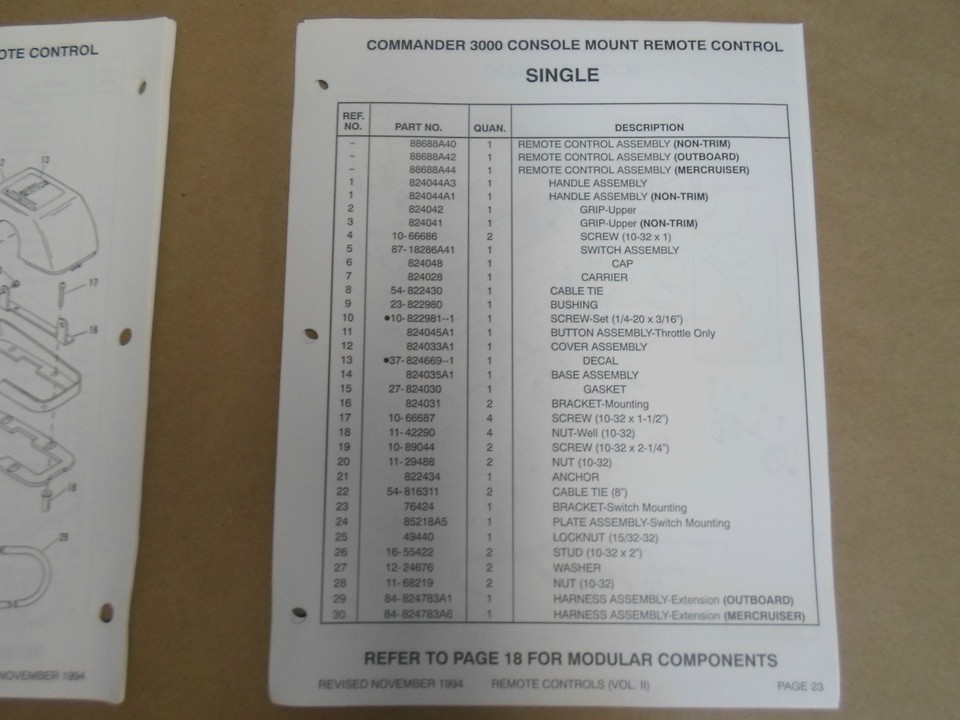 OTE CONTROL
13
17
16
18
29
NOVEMBER 1994
COMMANDER 3000 CONSOLE MOUNT REMOTE CONTROL
SINGLE
REF. NO. PART NO. QUAN. DESCRIPTION
– 88688A40 1 REMOTE CONTROL ASSEMBLY (NON-TRIM)
– 88688A42 1 REMOTE CONTROL ASSEMBLY (OUTBOARD)
– 88688A44 1 REMOTE CONTROL ASSEMBLY (MERCRUISER)
1 824044A3 1 HANDLE ASSEMBLY
1 824044A1 1 HANDLE ASSEMBLY (NON-TRIM)
2 824042 1 GRIP-Upper
3 824041 1 GRIP-Upper (NON-TRIM)
4 10-66686 2 SCREW (10-32 x 1)
5 87-18286A41 1 SWITCH ASSEMBLY
6 824048 1 CAP
7 824028 1 CARRIER
8 54-822430 1 CABLE TIE
9 23-822980 1 BUSHING
10 •10-822981--1 1 SCREW-Set (1/4-20 x 3/16")
11 824045A1 1 BUTTON ASSEMBLY-Throttle Only
12 824033A1 1 COVER ASSEMBLY
13 •37-824669--1 1 DECAL
14 824035A1 1 BASE ASSEMBLY
15 27-824030 1 GASKET
16 824031 2 BRACKET-Mounting
17 10-66687 4 SCREW (10-32 x 1-1/2")
18 11-42290 4 NUT-Well (10-32)
19 10-89044 2 SCREW (10-32 x 2-1/4")
20 11-29488 2 NUT (10-32)
21 822434 1 ANCHOR
22 54-816311 2 CABLE TIE (8")
23 76424 1 BRACKET-Switch Mounting
24 85218A5 1 PLATE ASSEMBLY-Switch Mounting
25 49440 1 LOCKNUT (15/32-32)
26 16-55422 2 STUD (10-32 x 2")
27 12-24676 2 WASHER
28 11-68219 2 NUT (10-32)
29 84-824783A1 1 HARNESS ASSEMBLY-Extension (OUTBOARD)
30 84-824783A6 1 HARNESS ASSEMBLY-Extension (MERCRUISER)
REFER TO PAGE 18 FOR MODULAR COMPONENTS
REVISED NOVEMBER 1994 REMOTE CONTROLS (VOL. II) PAGE 23